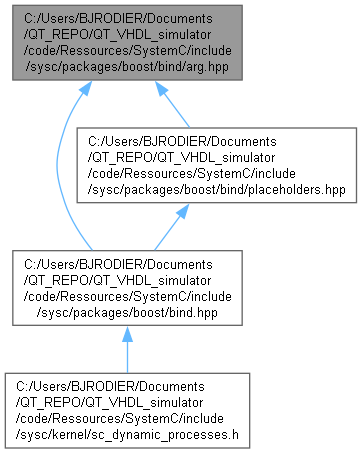 C:/Users/BJRODIER/Documents
/QT_REPO/QT_VHDL_simulator
/code/Ressources/SystemC/include
/sysc/packages/boost/bind/arg.hpp
C:/Users/BJRODIER/Documents
/QT_REPO/QT_VHDL_simulator
/code/Ressources/SystemC/include
/sysc/packages/boost/bind/placeholders.hpp
C:/Users/BJRODIER/Documents
/QT_REPO/QT_VHDL_simulator
/code/Ressources/SystemC/include
/sysc/packages/boost/bind.hpp
C:/Users/BJRODIER/Documents
/QT_REPO/QT_VHDL_simulator
/code/Ressources/SystemC/include
/sysc/kernel/sc_dynamic_processes.h